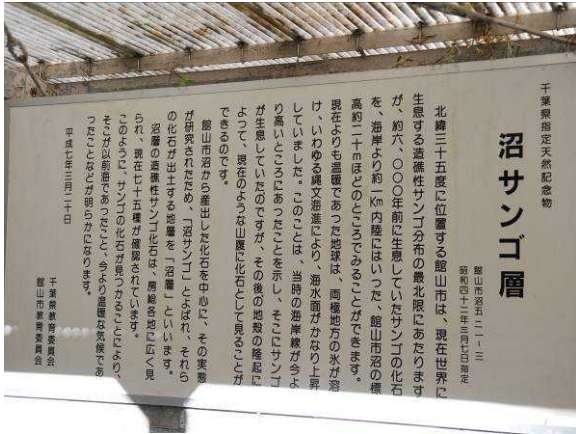 千葉県指定天然記念物
沼サンゴ層
館山市沼五二一-三
昭和四十二年三月七日指定
北緯三十五度に位置する館山市は、現在世界に
生息する造礁性サンゴ分布の最北限にあたります
が、約六、〇〇〇年前に生息していたサンゴの化石
を、海岸より約一Km内陸にはいった、館山市沼の標
高約二十mほどのところでみることができます。
現在よりも温暖であった地球は、両極地方の氷が溶
け、いわゆる縄文海進により、海水面がかなり上昇
していました。このことは、当時の海岸線が今よ
り高いところにあったことを示し、そこにサンゴ
が生息していたのですが、その後の地殻の隆起に
よって、現在のような山腹に化石として見ることが
できるのです。
館山市沼から産出した化石を中心に、その実態
が研究されたため、「沼サンゴ」とよばれ、それら
の化石が出土する地層を「沼層」といいます。
沼層の造礁性サンゴ化石は、房総各地に広く見
られ、現在七十五種が確認されています。
このように、サンゴの化石が見つかることにより、
そこが以前海であったこと、今より温暖な気候であ
ったことなどが明らかになります。
平成七年三月二十日
千葉県教育委員会
館山市教育委員会